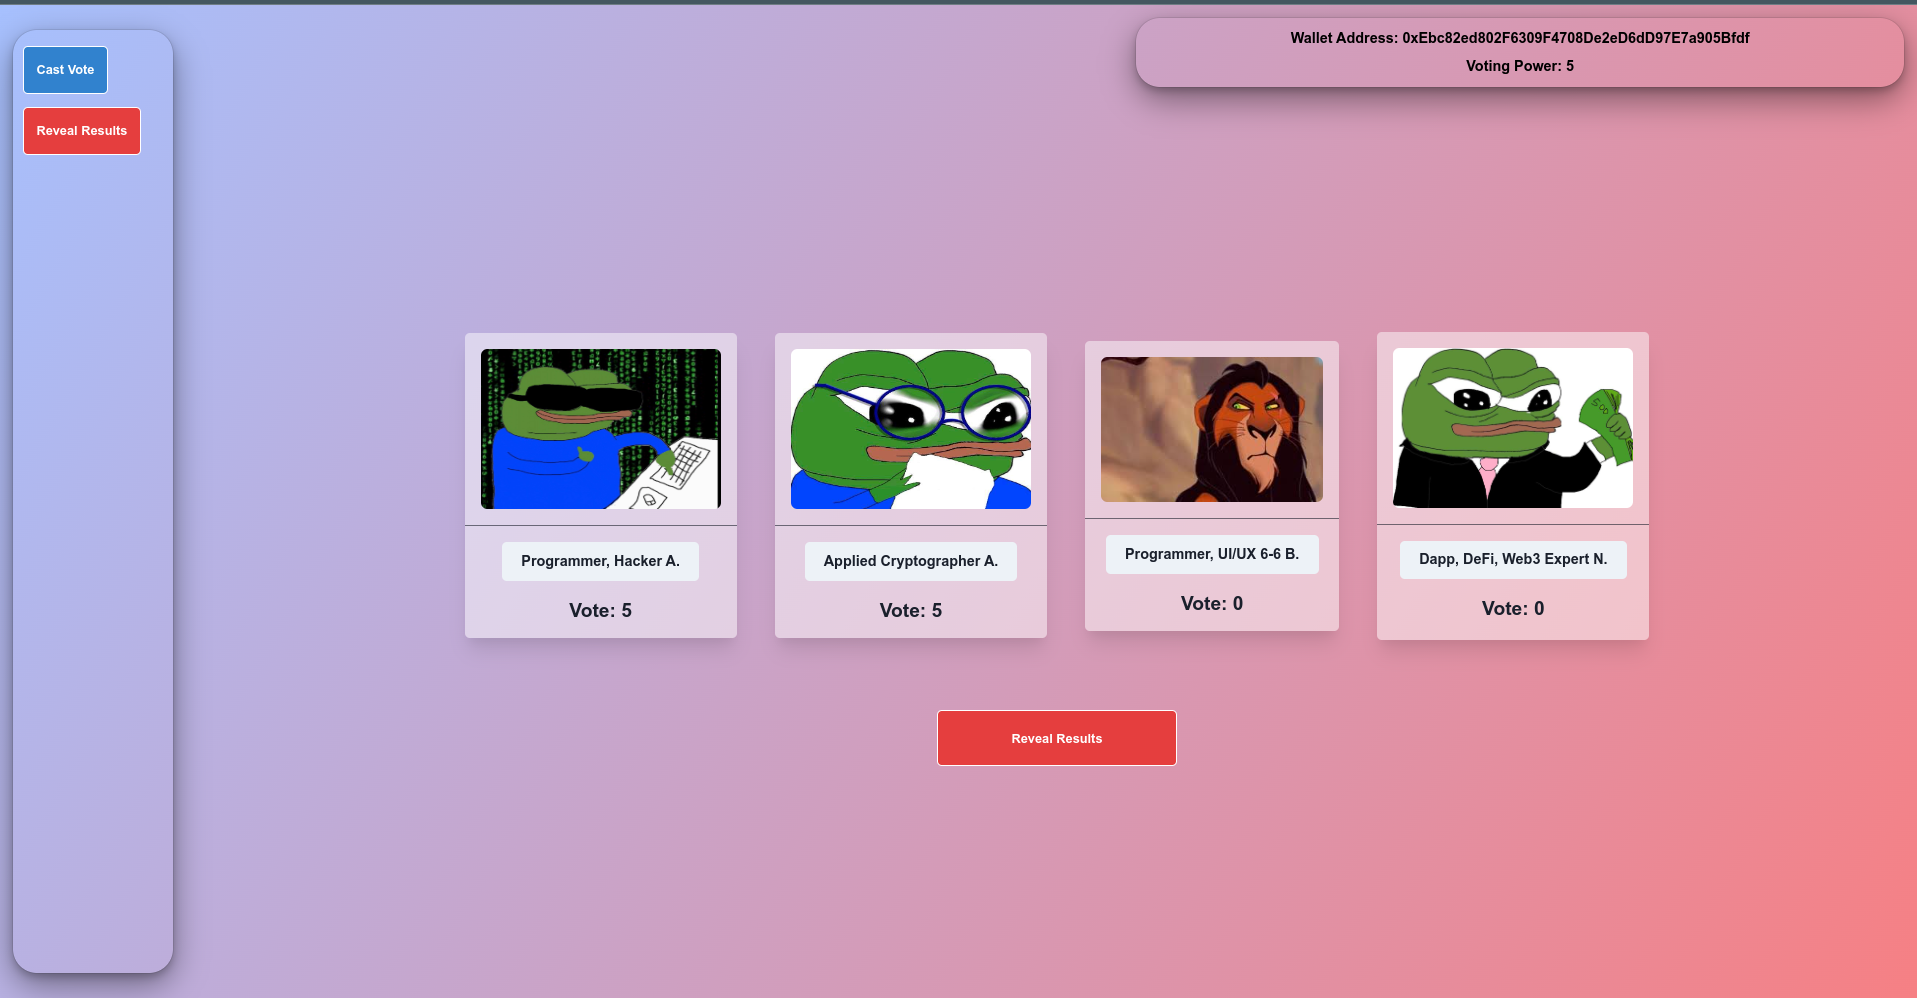 Cast Vote
Reveal Results
Wallet Address: 0xEbc82ed802F6309F4708De2eD6dD97E7a905Bfdf
Voting Power: 5
Programmer, Hacker A.
Vote: 5
Applied Cryptographer A.
Vote: 5
Programmer, UI/UX 6-6 B.
Vote: 0
500
Dapp, DeFi, Web3 Expert N.
Vote: 0
Reveal Results